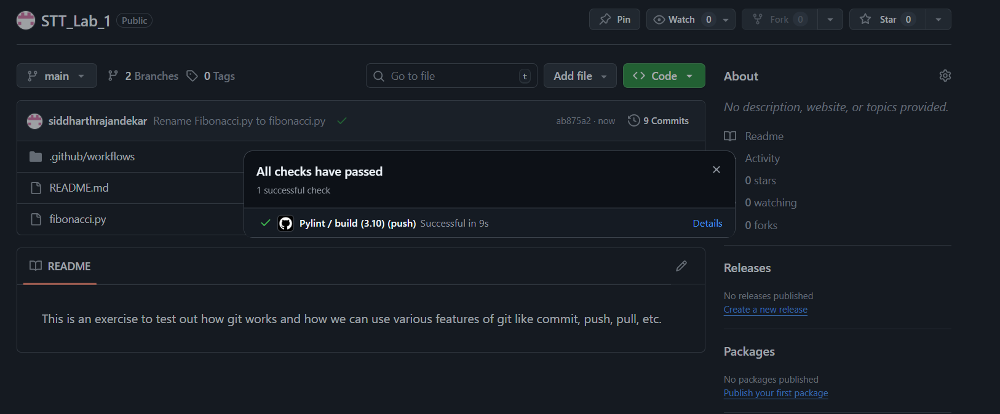 STT_Lab_1 Public
Pin
Watch 0
Fork 0
Star 0
main
2 Branches
0 Tags
Go to file t
Add file
Code
siddharthrajandekar Rename Fibonacci.py to fibonacci.py
ab875a2 · now
9 Commits
.github/workflows
README.md
fibonacci.py
All checks have passed
1 successful check
Pylint / build (3.10) (push) Successful in 9s
Details
README
This is an exercise to test out how git works and how we can use various features of git like commit, push, pull, etc.
About
No description, website, or topics provided.
Readme
Activity
0 stars
0 watching
0 forks
Releases
No releases published
Create a new release
Packages
No packages published
Publish your first package